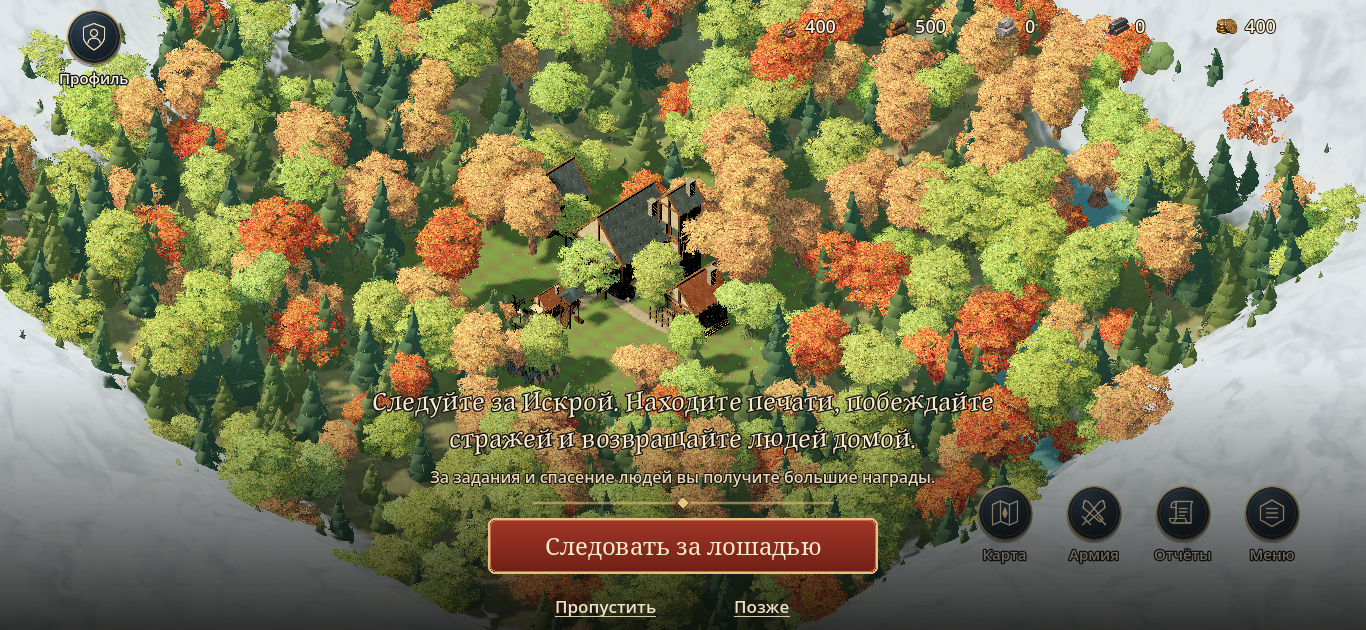 400
500
0
0
400
Профиль
Следуйте за Искрой. Находите печати, побеждайте
стражей и возвращайте людей домой.
За задания и спасение людей вы получите большие награды.
Следовать за лошадью
Карта
Армия
Отчёты
Меню
Пропустить
Позже